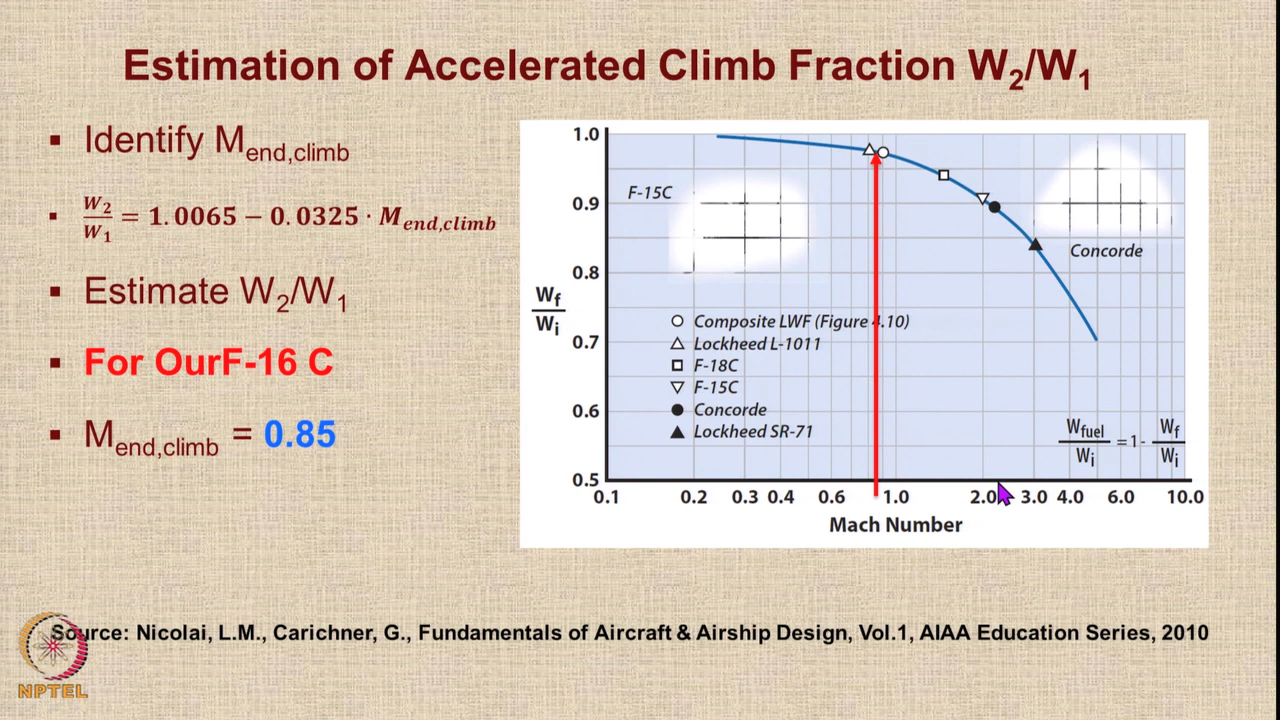 Estimation of Accelerated Climb Fraction W2/W1
▪ Identify Mend,climb
▪ W2/W1 = 1.0065 − 0.0325 · Mend,climb
▪ Estimate W2/W1
▪ For OurF-16 C
▪ Mend,climb = 0.85
1.0
0.9
0.8
0.7
0.6
0.5
Wf
Wi
F-15C
Concorde
Composite LWF (Figure 4.10)
Lockheed L-1011
F-18C
F-15C
Concorde
Lockheed SR-71
Wfuel/Wi =1- Wf/Wi
0.1 0.2 0.3 0.4 0.6 1.0 2.0 3.0 4.0 6.0 10.0
Mach Number
Source: Nicolai, L.M., Carichner, G., Fundamentals of Aircraft & Airship Design, Vol.1, AIAA Education Series, 2010
NPTEL